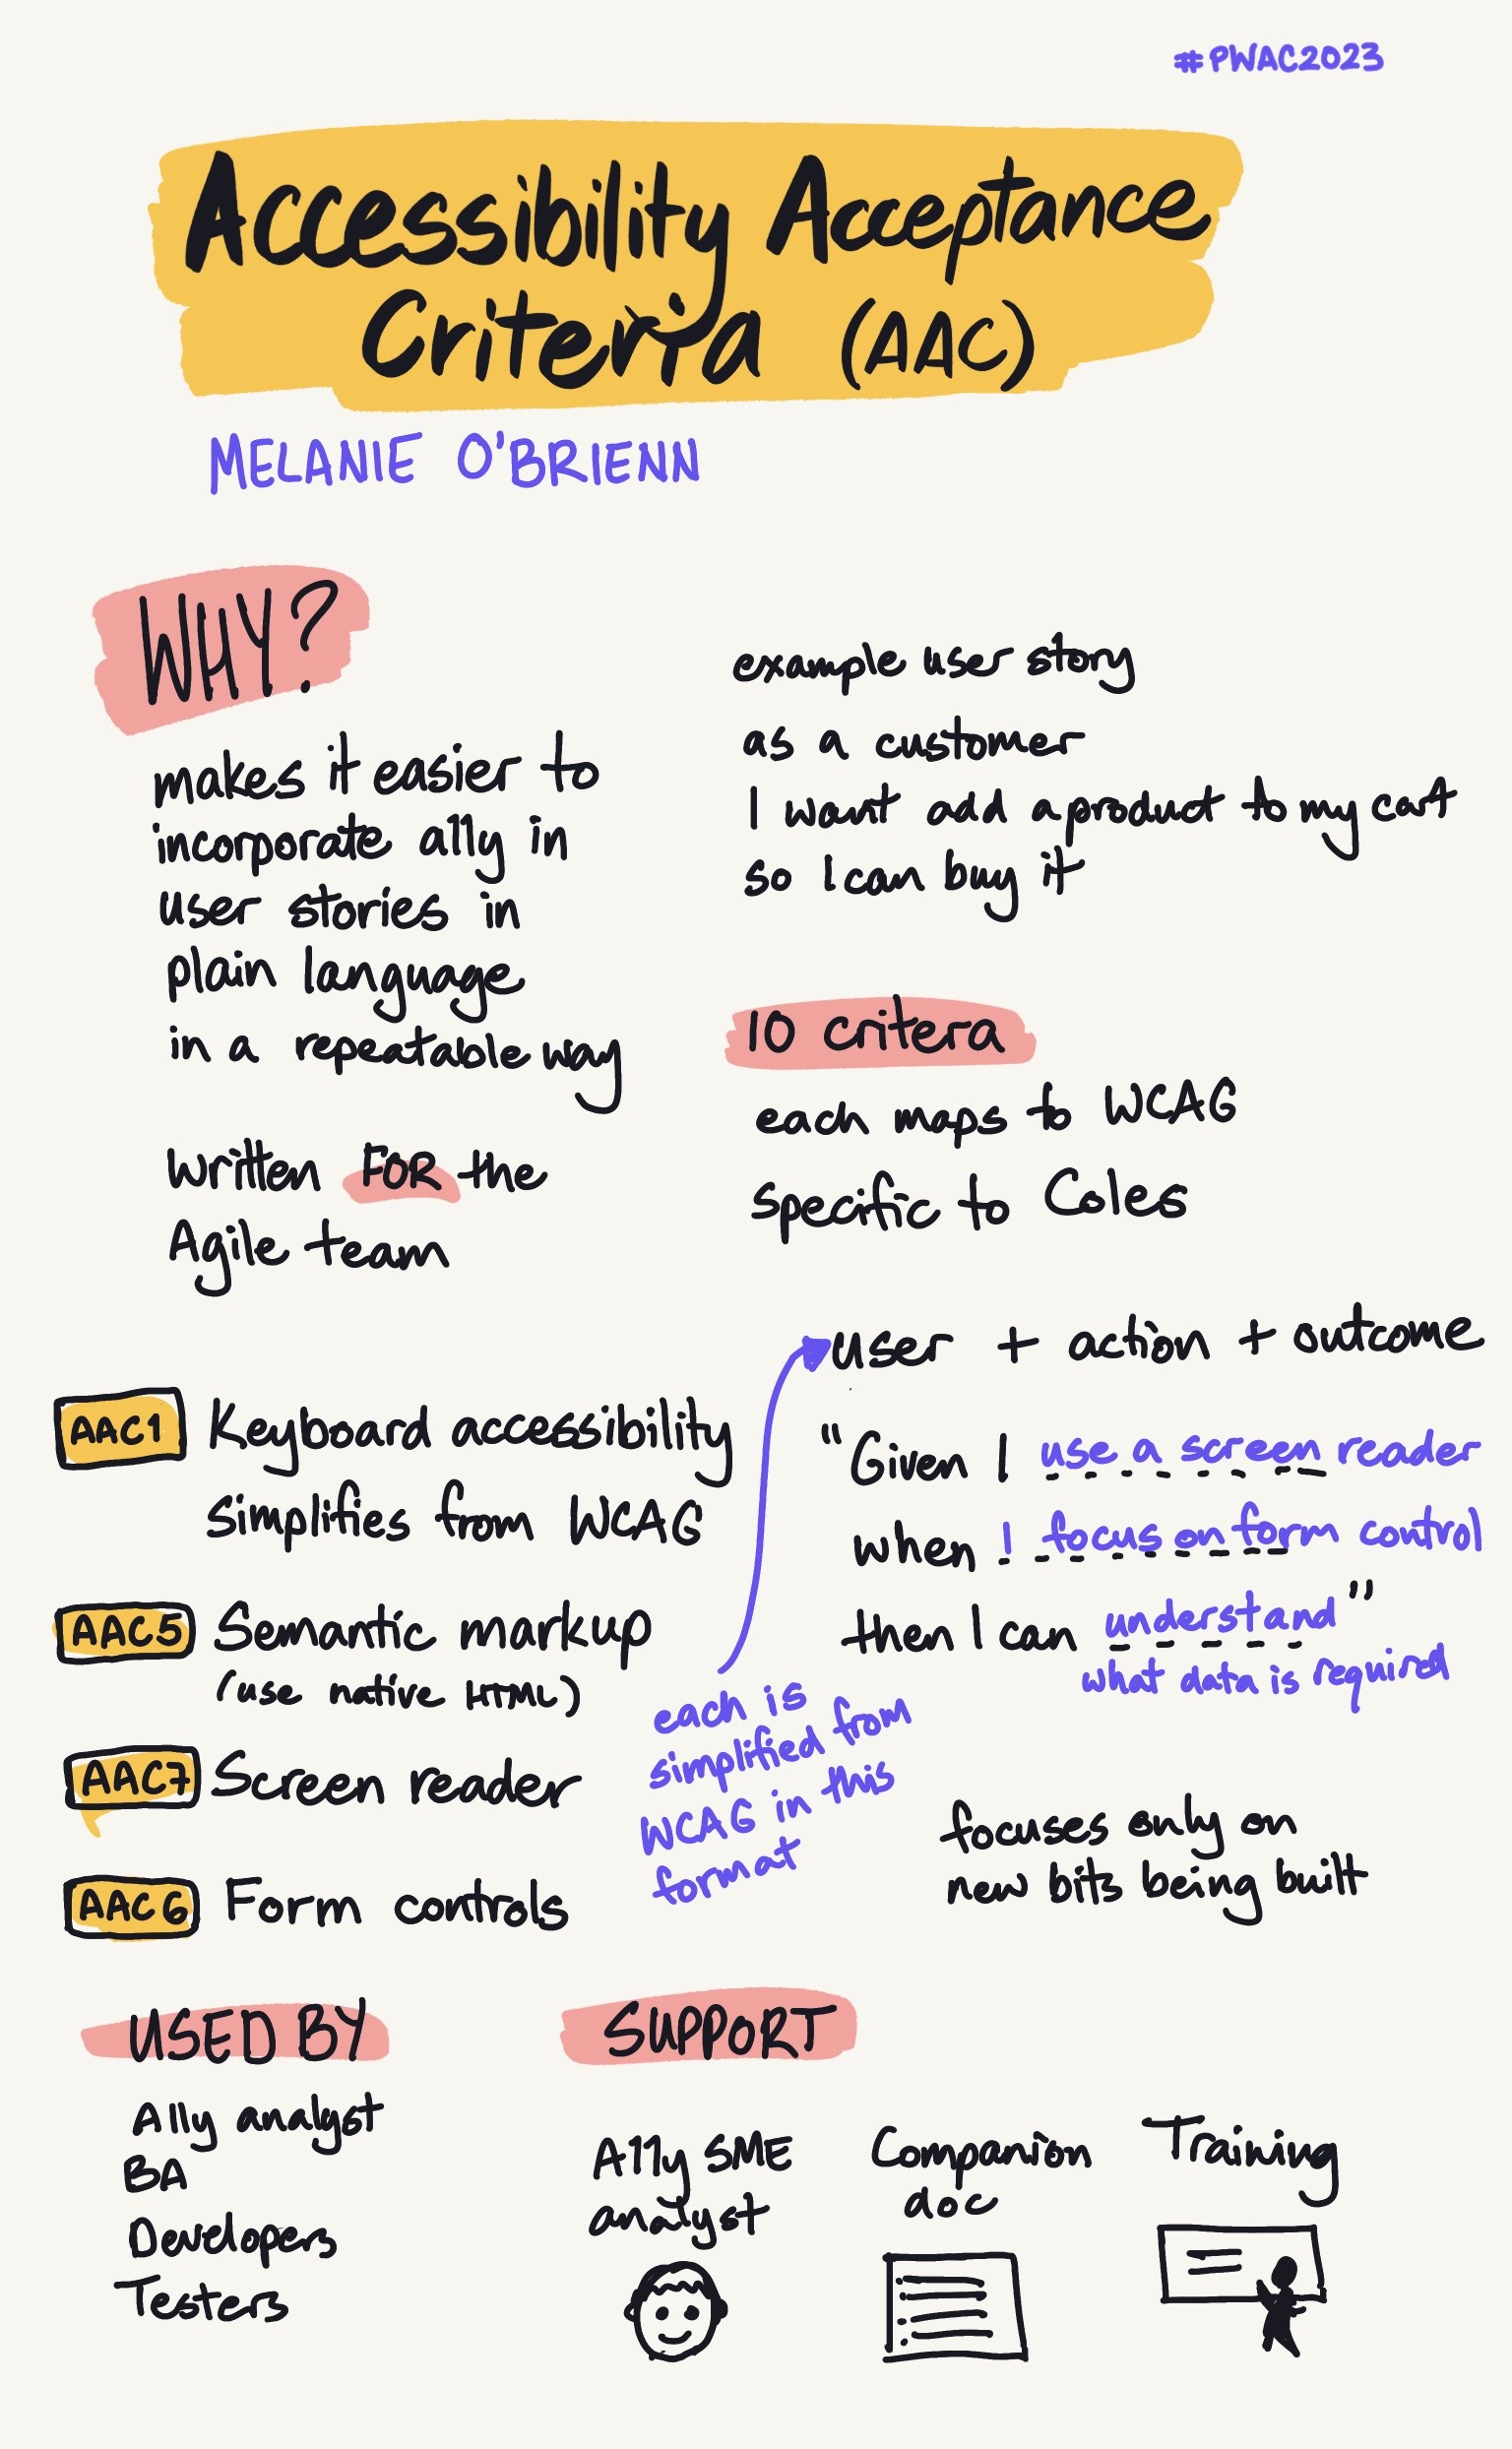 #PWAC2023
Accessibility Acceptance
Criteria (AAC)
MELANIE O'BRIENN
WHY?
makes it easier to
incorporate a11y in
user stories in
plain language
in a repeatable way
Written FOR the
Agile team
example user story
as a customer
I want add a product to my cart
so I can buy it
10 critera
each maps to WCAG
specific to Coles
AAC1 Keyboard accessibility
Simplifies from WCAG
AAC5 Semantic markup
(use native HTML)
AAC7 Screen reader
AAC6 Form controls
each is
simplified from
WCAG in this
format
user + action + outcome
"Given I use a screen reader
when I focus on form control
then I can understand"
what data is required
focuses only on
new bits being built
USED BY
A11y analyst
BA
Developers
Testers
SUPPORT
A11y SME
analyst
Companion
doc
Training